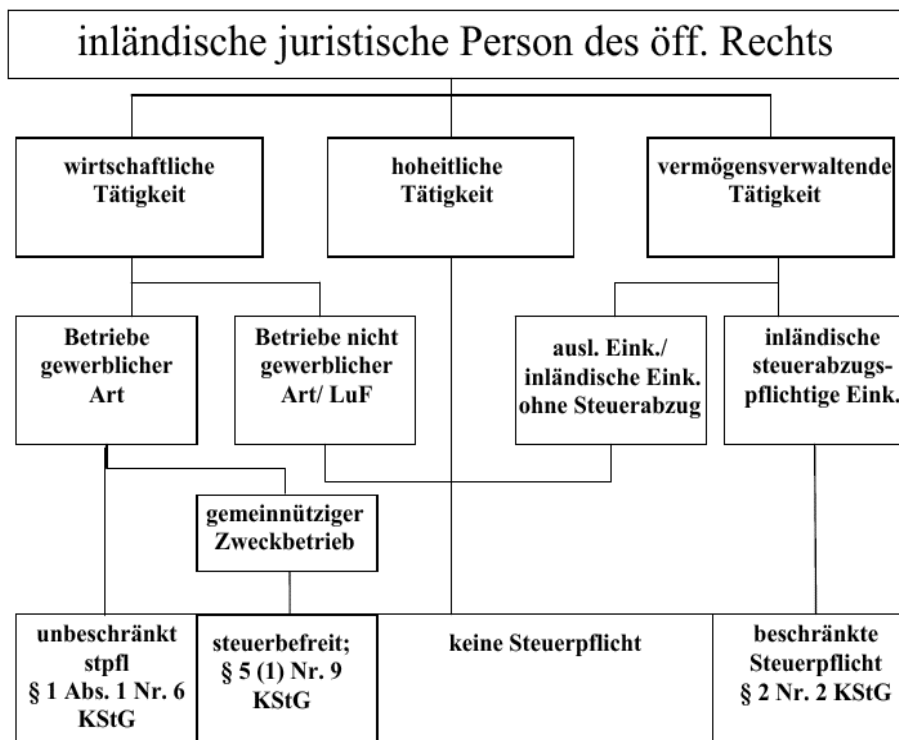 inländische juristische Person des öff. Rechts
wirtschaftliche
Tätigkeit
hoheitliche
Tätigkeit
vermögensverwaltende
Tätigkeit
Betriebe
gewerblicher
Art
Betriebe nicht
gewerblicher
Art/ LuF
ausl. Eink./
inländische Eink.
ohne Steuerabzug
inländische
steuerabzugs-
pflichtige Eink.
gemeinnütziger
Zweckbetrieb
unbeschränkt
stpfl
§ 1 Abs. 1 Nr. 6
KStG
steuerbefreit;
§ 5 (1) Nr. 9
KStG
keine Steuerpflicht
beschränkte
Steuerpflicht
§ 2 Nr. 2 KStG